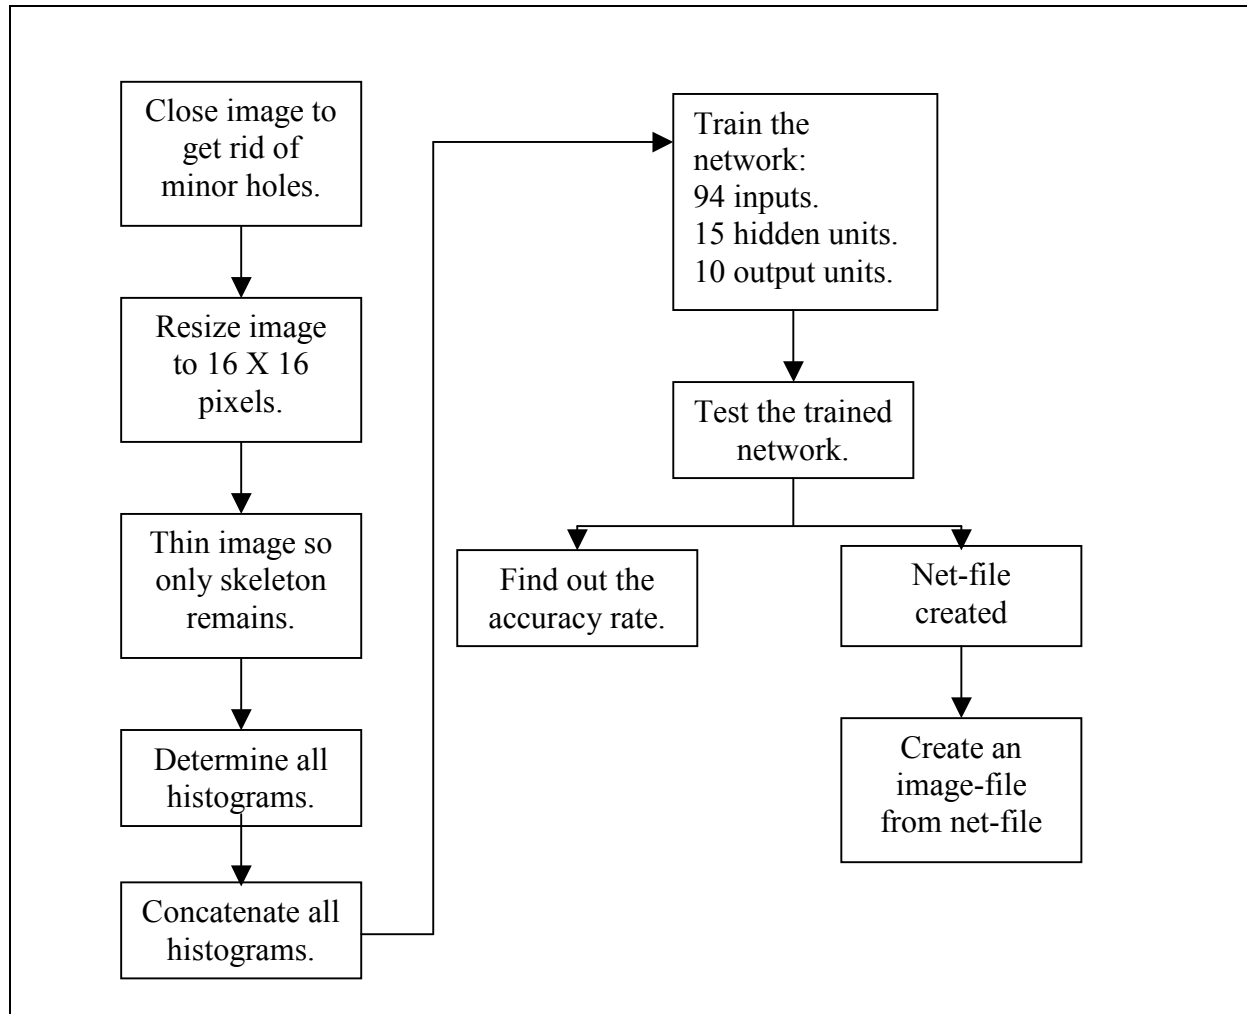 Close image to
get rid of
minor holes.
Resize image
to 16 X 16
pixels.
Thin image so
only skeleton
remains.
Determine all
histograms.
Concatenate all
histograms.
Train the
network:
94 inputs.
15 hidden units.
10 output units.
Test the trained
network.
Find out the
accuracy rate.
Net-file
created
Create an
image-file
from net-file